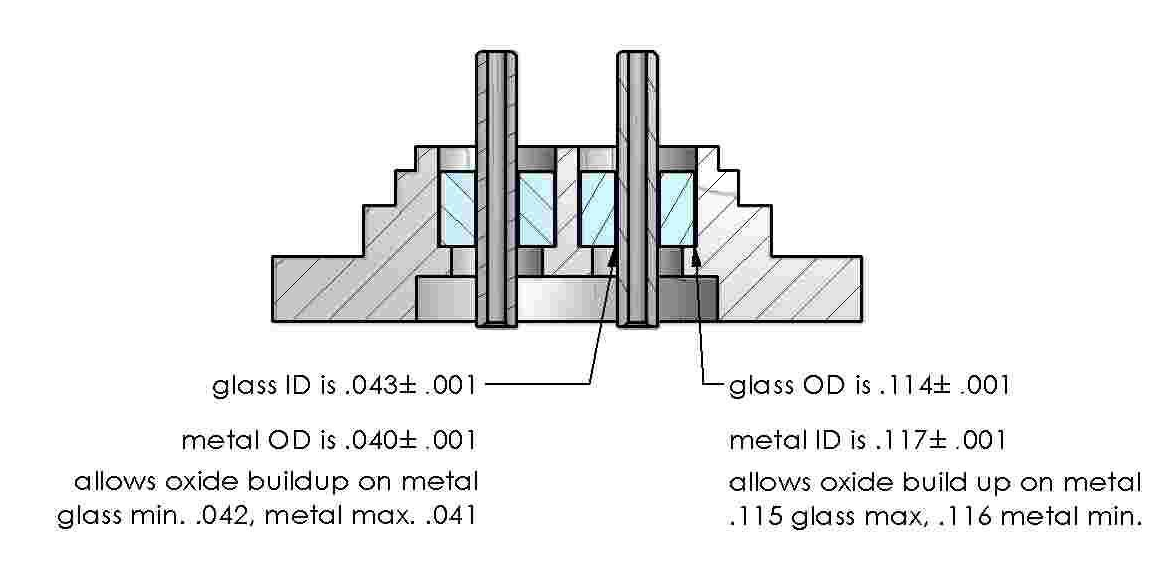 glass ID is .043± .001
metal OD is .040± .001
allows oxide buildup on metal
glass min. .042, metal max. .041
glass OD is .114± .001
metal ID is .117± .001
allows oxide build up on metal
.115 glass max, .116 metal min.